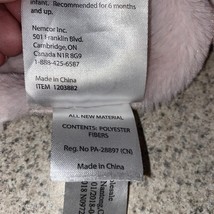 infant. Recommended for 6 months
and up.
Nemcor Inc.
501 Franklin Blvd.
Cambridge, ON
Canada N1R 8G9
1-888-425-6587
Made in China
ITEM 1203882
ALL NEW MATERIAL
CONTENTS: POLYESTER
FIBERS
Reg. No PA-28897 (CN)
Made in China